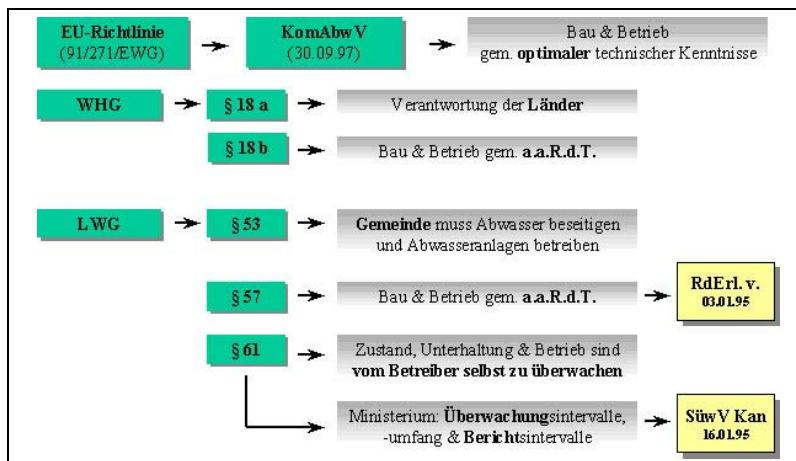 EU-Richtlinie
(91/271/EWG)
KomAbwV
(30.09.97)
Bau & Betrieb
gem. optimaler technischer Kenntnisse
WHG
§ 18 a
Verantwortung der Länder
§ 18 b
Bau & Betrieb gem. a.a.R.d.T.
LWG
§ 53
Gemeinde muss Abwasser beseitigen
und Abwasseranlagen betreiben
§ 57
Bau & Betrieb gem. a.a.R.d.T.
RdErl. v.
03.01.95
§ 61
Zustand, Unterhaltung & Betrieb sind
vom Betreiber selbst zu überwachen
Ministerium: Überwachungsintervalle,
-umfang & Berichtsintervalle
SüwV Kan
16.01.95